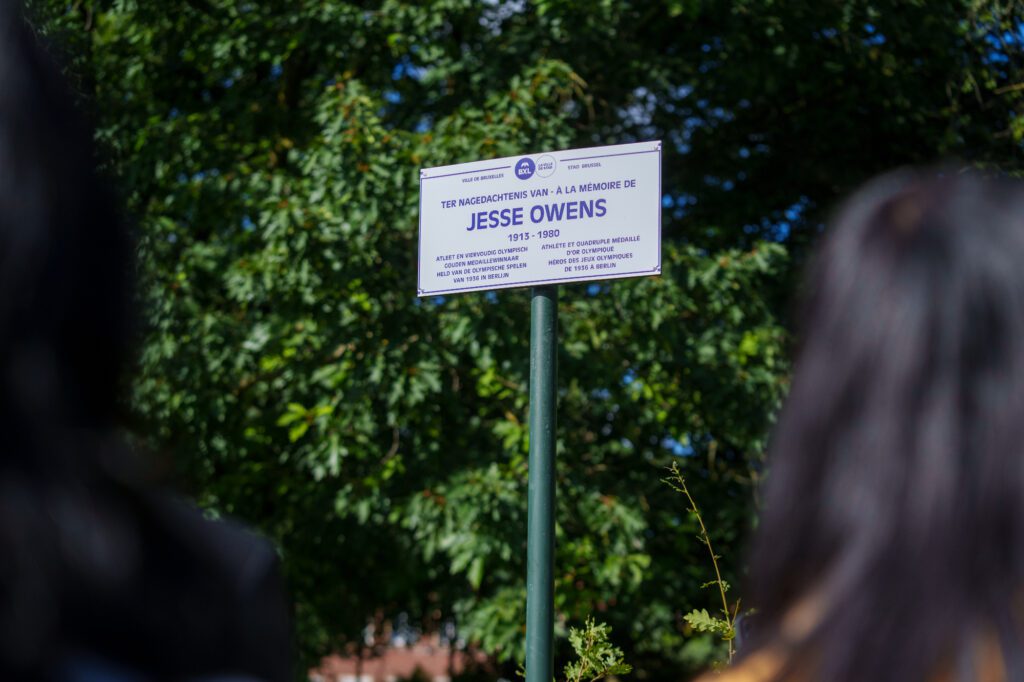 VILLE DE BRUXELLES BXL LA VILLE DE STAD BRUSSEL
TER NAGEDACHTENIS VAN - À LA MÉMOIRE DE
JESSE OWENS
1913 - 1980
ATLEET EN VIERVOUDIG OLYMPISCH
GOUDEN MEDAILLEWINNAAR
HELD VAN DE OLYMPISCHE SPELEN
VAN 1936 IN BERLIJN
ATHLÈTE ET QUADRUPLE MÉDAILLÉ
D'OR OLYMPIQUE
HÉROS DES JEUX OLYMPIQUES
DE 1936 À BERLIN